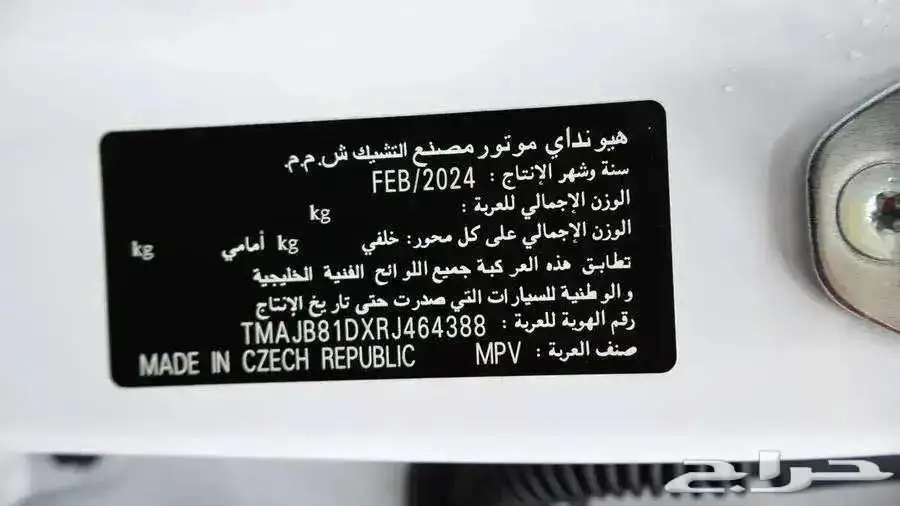 هيونداي موتور مصنع التشيك ش.م.م.
سنة وشهر الإنتاج : FEB/2024
الوزن الإجمالي للعربة : kg
الوزن الإجمالي على كل محور: خلفي kg أمامي kg
تطابق هذه العركبة جميع اللوائح الفنية الخليجية
والوطنية للسيارات التي صدرت حتى تاريخ الإنتاج
رقم الهوية للعربة : TMAJB81DXRJ464388
صنف العربة : MPV MADE IN CZECH REPUBLIC
حراج